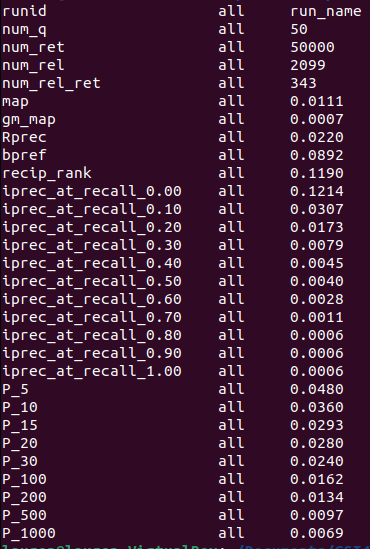 runid all run_name
num_q all 50
num_ret all 50000
num_rel all 2099
num_rel_ret all 343
map all 0.0111
gm_map all 0.0007
Rprec all 0.0220
bpref all 0.0892
recip_rank all 0.1190
iprec_at_recall_0.00 all 0.1214
iprec_at_recall_0.10 all 0.0307
iprec_at_recall_0.20 all 0.0173
iprec_at_recall_0.30 all 0.0079
iprec_at_recall_0.40 all 0.0045
iprec_at_recall_0.50 all 0.0040
iprec_at_recall_0.60 all 0.0028
iprec_at_recall_0.70 all 0.0011
iprec_at_recall_0.80 all 0.0006
iprec_at_recall_0.90 all 0.0006
iprec_at_recall_1.00 all 0.0006
P_5 all 0.0480
P_10 all 0.0360
P_15 all 0.0293
P_20 all 0.0280
P_30 all 0.0240
P_100 all 0.0162
P_200 all 0.0134
P_500 all 0.0097
P_1000 all 0.0069